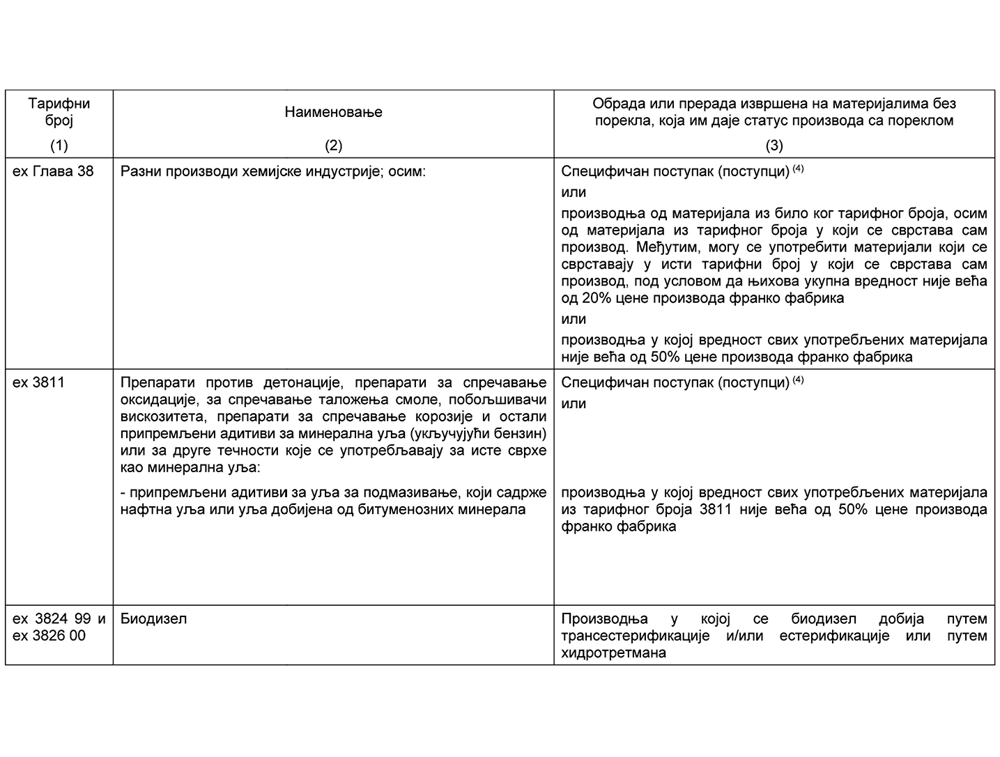 Тарифни
број
(1)
Наименовање
(2)
Обрада или прерада извршена на материјалима без
порекла, која им даје статус производа са пореклом
(3)
ex Глава 38
Разни производи хемијске индустрије; осим:
Специфичан поступак (поступци) (4)
или
производња од материјала из било ког тарифног броја, осим
од материјала из тарифног броја у који се сврстава сам
производ. Међутим, могу се употребити материјали који се
сврставају у исти тарифни број у који се сврстава сам
производ, под условом да њихова укупна вредност није већа
од 20% цене производа франко фабрика
или
производња у којој вредност свих употребљених материјала
није већа од 50% цене производа франко фабрика
ex 3811
Препарати против детонације, препарати за спречавање
оксидације, за спречавање таложења смоле, побољшивачи
вискозитета, препарати за спречавање корозије и остали
припремљени адитиви за минерална уља (укључујући бензин)
или за друге течности које се употребљавају за исте сврхе
као минерална уља:
- припремљени адитиви за уља за подмазивање, који садрже
нафтна уља или уља добијена од битуменозних минерала
Специфичан поступак (поступци) (4)
или
производња у којој вредност свих употребљених материјала
из тарифног броја 3811 није већа од 50% цене производа
франко фабрика
ex 3824 99 и
ex 3826 00
Биодизел
Производња у којој се биодизел добија путем
трансестерификације и/или естерификације или путем
хидротретмана